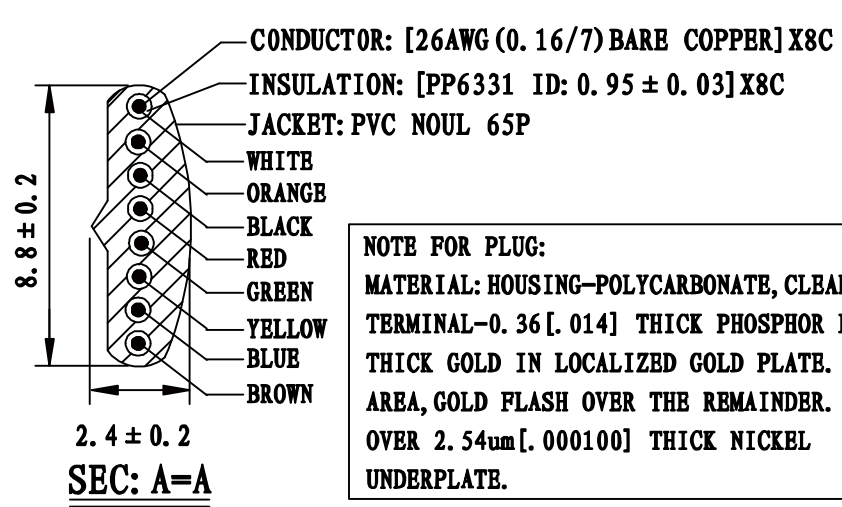 CONDUCTOR: [26AWG(0.16/7)BARE COPPER]X8C
INSULATION: [PP6331 ID:0.95±0.03]X8C
JACKET:PVC NOUL 65P
WHITE
ORANGE
BLACK
RED
GREEN
YELLOW
BLUE
BROWN
8.8±0.2
2.4±0.2
SEC: A=A
NOTE FOR PLUG:
MATERIAL:HOUSING-POLYCARBONATE,CLEA
TERMINAL-0.36[.014] THICK PHOSPHOR
THICK GOLD IN LOCALIZED GOLD PLATE.
AREA,GOLD FLASH OVER THE REMAINDER.
OVER 2.54um[.000100] THICK NICKEL
UNDERPLATE.